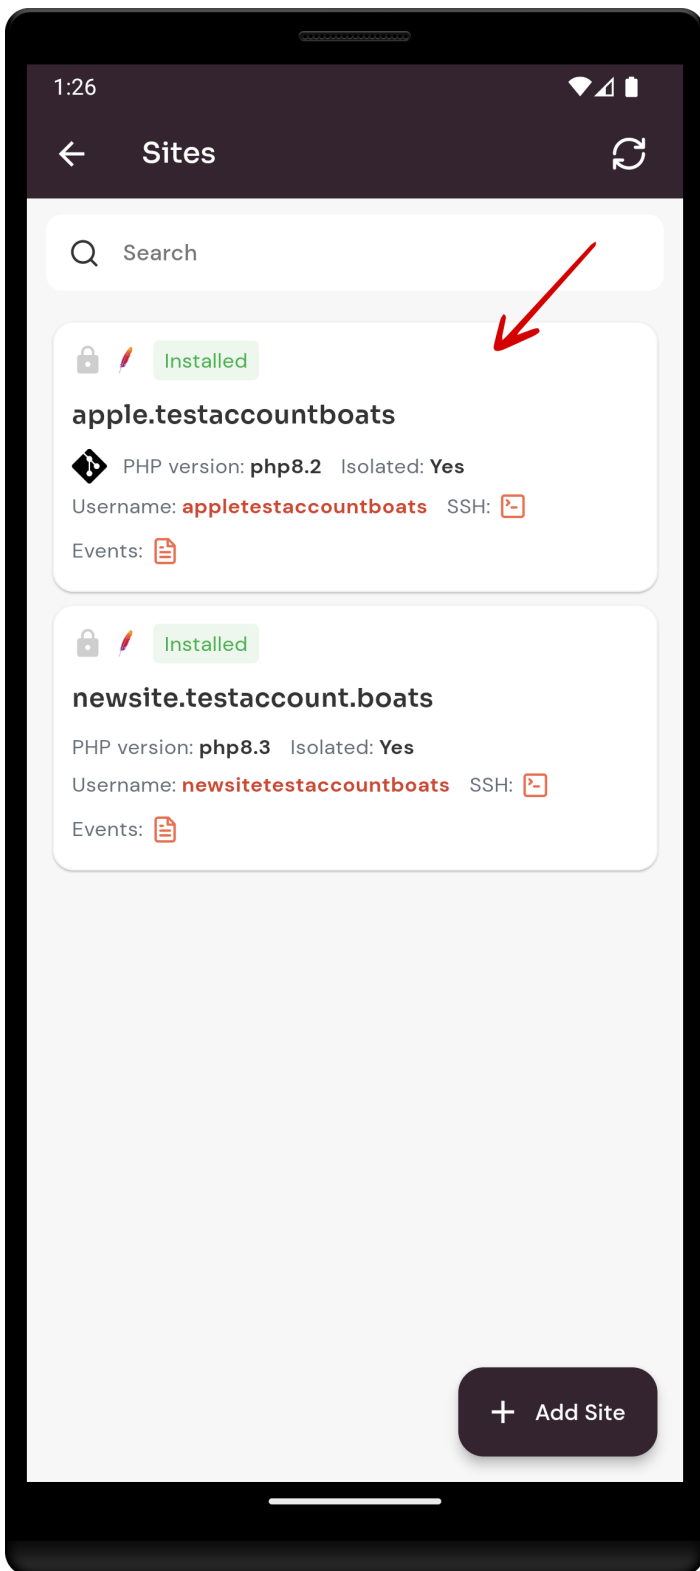 1:26
Sites
Search
Installed
apple.testaccountboats
PHP version: php8.2 Isolated: Yes
Username: appletestaccountboats SSH:
Events:
Installed
newsite.testaccount.boats
PHP version: php8.3 Isolated: Yes
Username: newsitetestaccountboats SSH:
Events:
Add Site